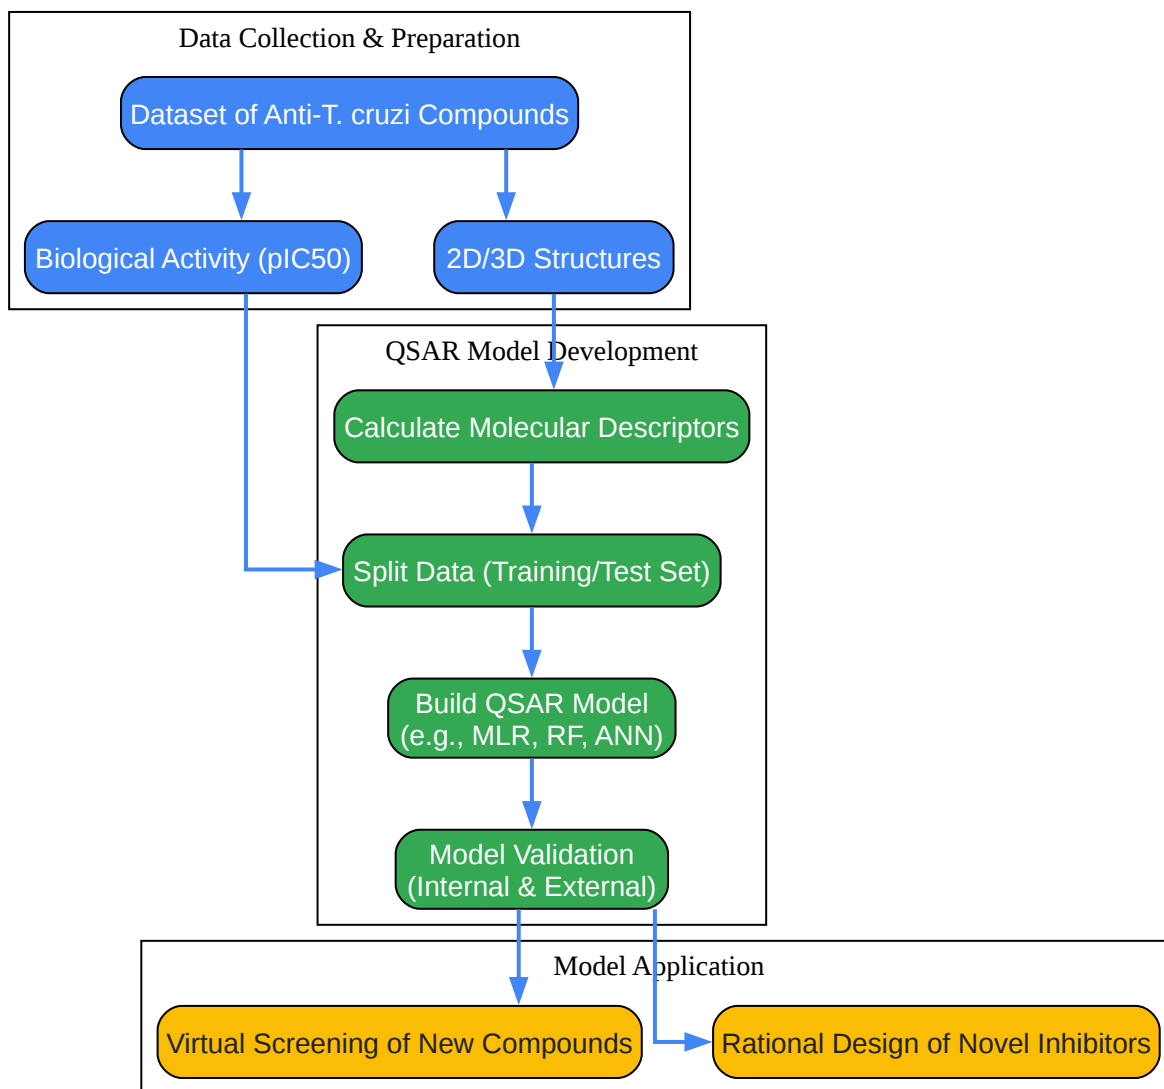 Data Collection & Preparation
Dataset of Anti-T. cruzi Compounds
Biological Activity (pIC50)
2D/3D Structures
QSAR Model Development
Calculate Molecular Descriptors
Split Data (Training/Test Set)
Build QSAR Model
(e.g., MLR, RF, ANN)
Model Validation
(Internal & External)
Model Application
Virtual Screening of New Compounds
Rational Design of Novel Inhibitors